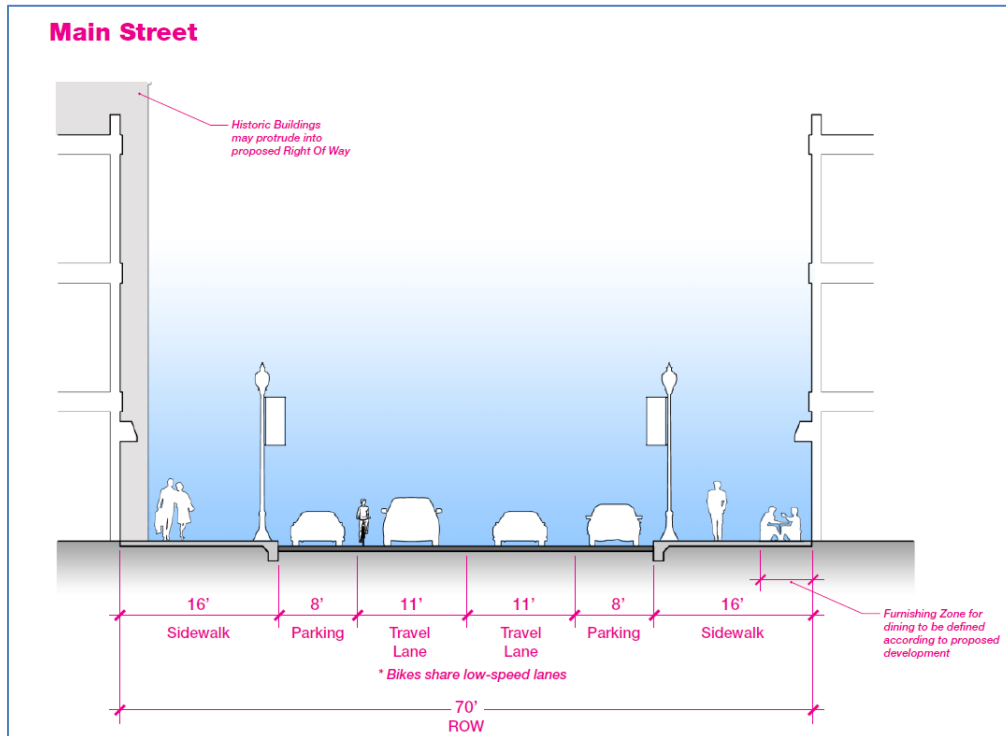 Main Street
Historic Buildings
may protrude into
proposed Right Of Way
16’ 8’ 11’ 11’ 8’ 16’
Sidewalk Parking Travel Lane Travel Lane Parking Sidewalk
* Bikes share low-speed lanes
Furnishing Zone for
dining to be defined
according to proposed
development
70’
ROW